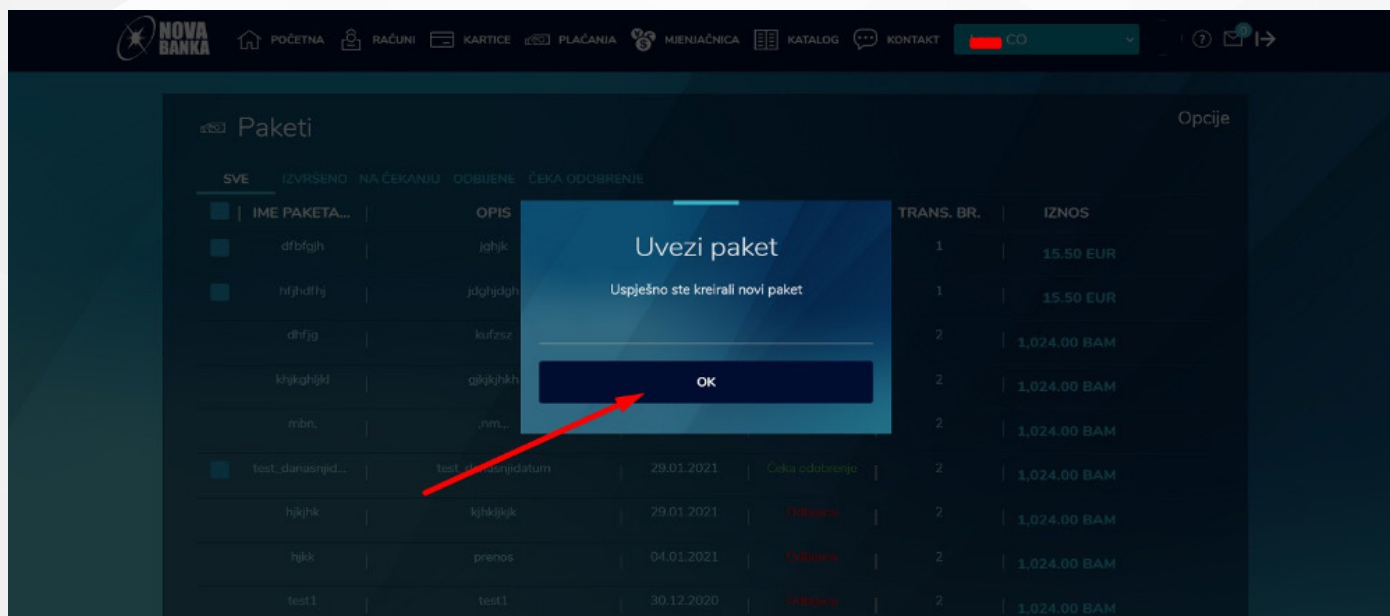 NOVA BANKA POČETNA RAČUNI KARTICE PLAĆANJA MJENJAČNICA KATALOG KONTAKT CO 0
Paketi Opcije
SVE IZVRŠENO NA ČEKANJU ODBIJENE ČEKA ODOBRENJE
IME PAKETA... OPIS TRANS. BR. IZNOS
dfbfgjh jghjk 1 15.50 EUR
Uvezi paket
hfjhdfhj jdghjdgh 1 15.50 EUR
Uspješno ste kreirali novi paket
dhfjg kufzsz 2 1,024.00 BAM
khjkghljkl gjkjkjhkh 2 1,024.00 BAM
OK
mbn, ,nm,.. 2 1,024.00 BAM
test_danasnjid... test_danasnjidatum 29.01.2021 Čeka odobrenje 2 1,024.00 BAM
hjkjhk kjhkljkjk 29.01.2021 2 1,024.00 BAM
hjkk prenos 04.01.2021 2 1,024.00 BAM
test1 test1 30.12.2020 2 1,024.00 BAM